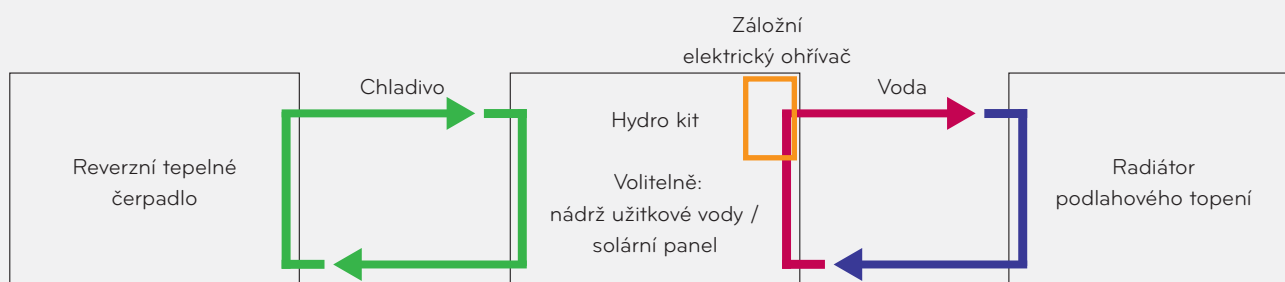 Záložní
elektrický ohřívač
Chladivo
Voda
Reverzní tepelné
čerpadlo
Hydro kit
Volitelně:
nádrž užitkové vody /
solární panel
Radiátor
podlahového topení